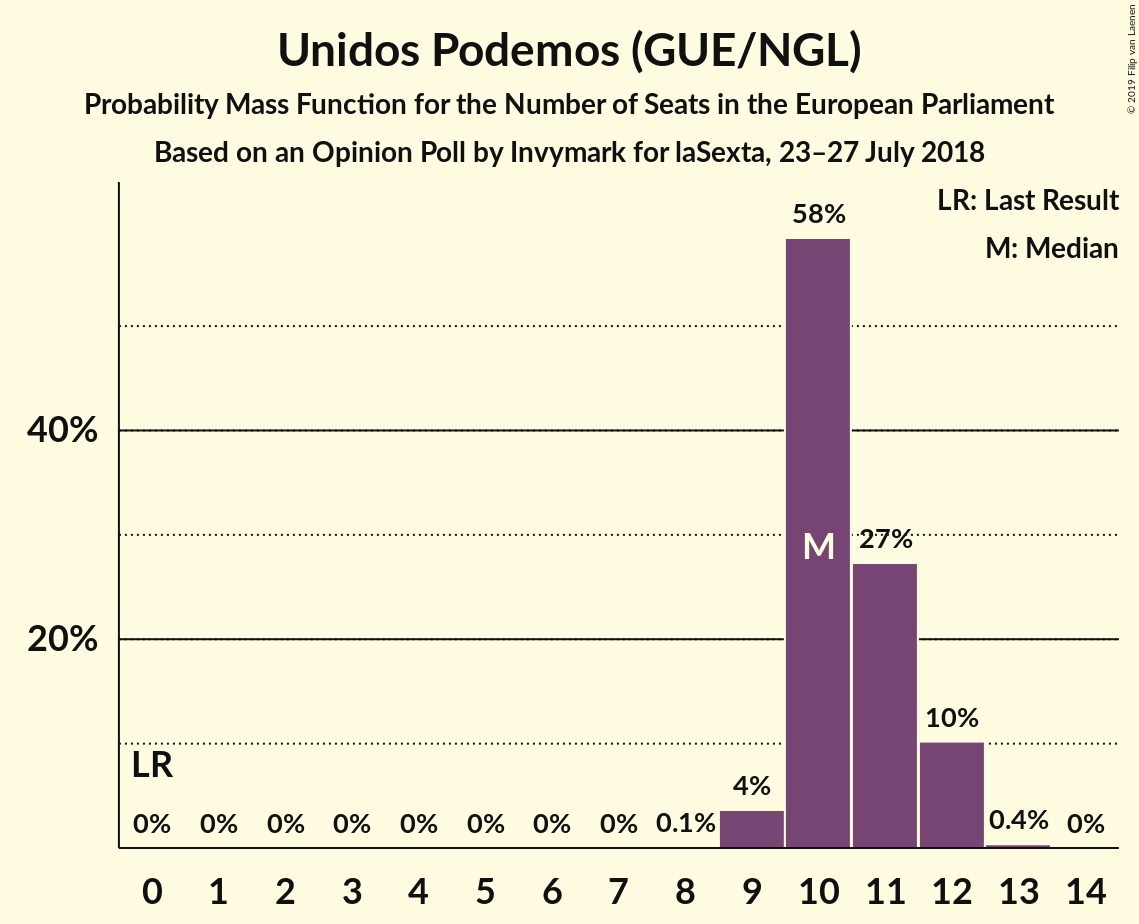 Unidos Podemos (GUE/NGL)
Probability Mass Function for the Number of Seats in the European Parliament
Based on an Opinion Poll by Invymark for laSexta, 23–27 July 2018
© 2019 Filip van Laenen
LR: Last Result
M: Median
58%
40%
M
27%
20%
10%
LR
4%
0% 0% 0% 0% 0% 0% 0% 0% 0.1% 0.4% 0%
0 1 2 3 4 5 6 7 8 9 10 11 12 13 14